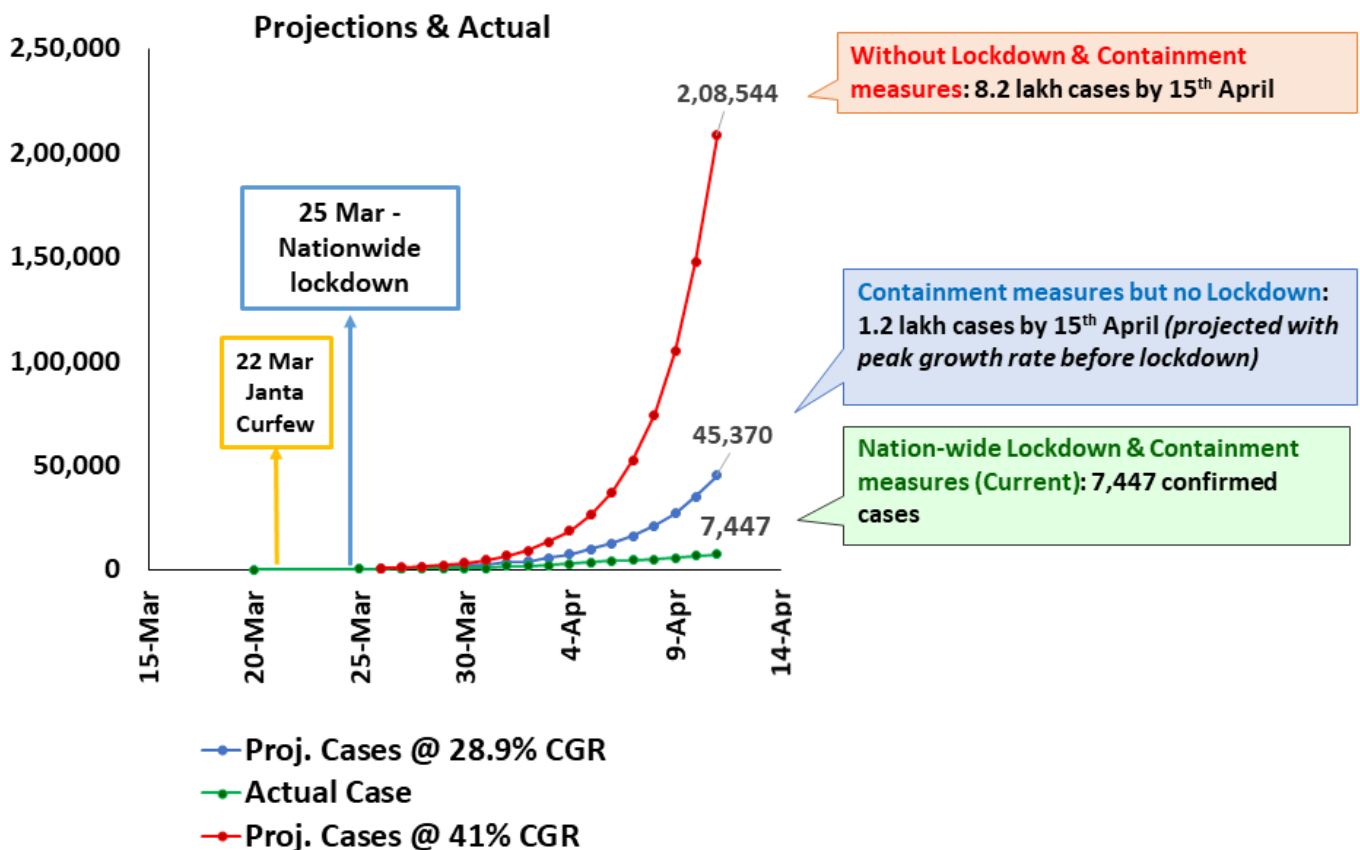 Projections & Actual
2,50,000
2,00,000
1,50,000
1,00,000
50,000
0
15-Mar
20-Mar
25-Mar
30-Mar
4-Apr
9-Apr
14-Apr
22 Mar
Janta
Curfew
25 Mar -
Nationwide
lockdown
2,08,544
45,370
7,447
Without Lockdown & Containment
measures: 8.2 lakh cases by 15th April
Containment measures but no Lockdown:
1.2 lakh cases by 15th April (projected with
peak growth rate before lockdown)
Nation-wide Lockdown & Containment
measures (Current): 7,447 confirmed
cases
Proj. Cases @ 28.9% CGR
Actual Case
Proj. Cases @ 41% CGR